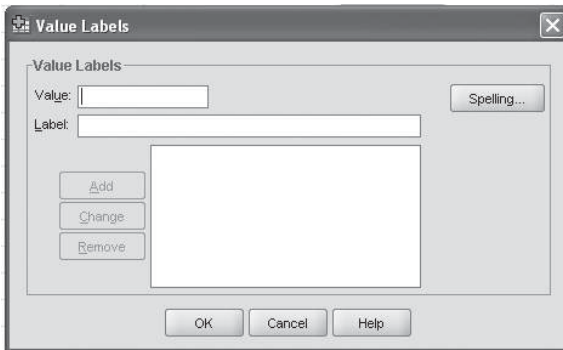 Value Labels
Value Labels
Value:
Spelling...
Label:
Add
Change
Remove
OK Cancel Help